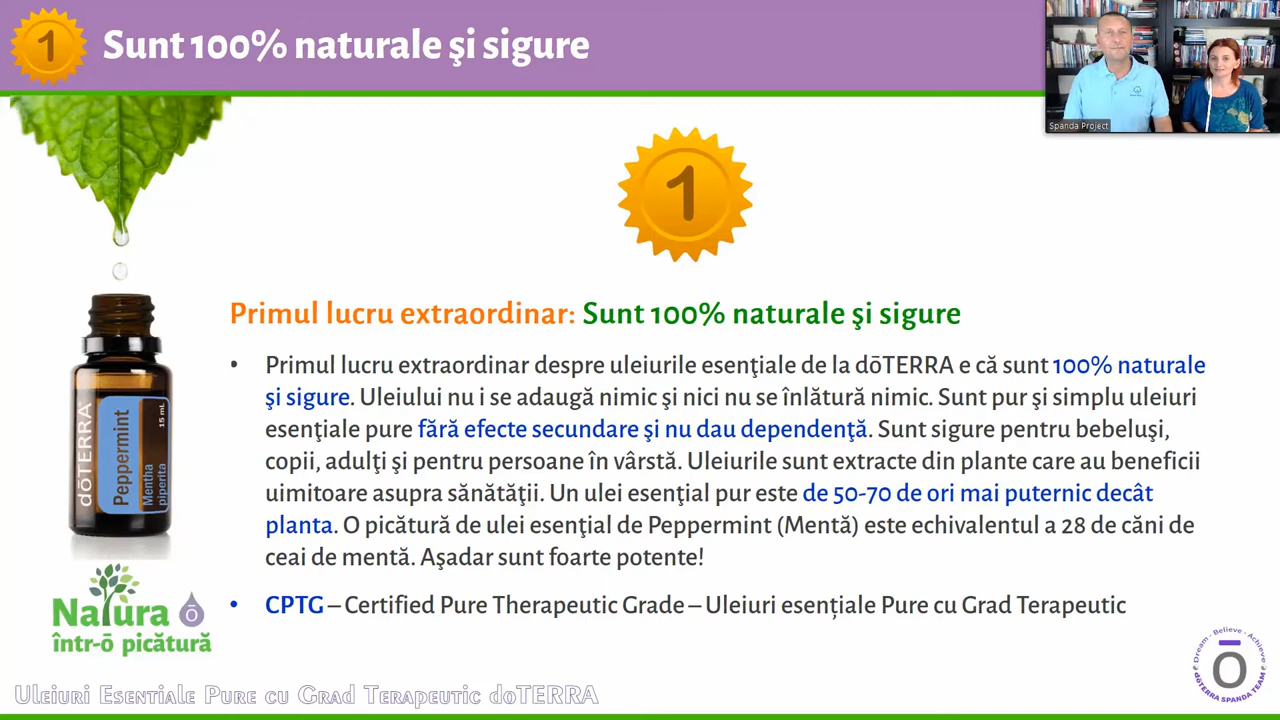 1 Sunt 100% naturale şi sigure
Spanda Project
1
Primul lucru extraordinar: Sunt 100% naturale şi sigure
• Primul lucru extraordinar despre uleiurile esenţiale de la dōTERRA e că sunt 100% naturale
şi sigure. Uleiului nu i se adaugă nimic şi nici nu se înlătură nimic. Sunt pur şi simplu uleiuri
esenţiale pure fără efecte secundare şi nu dau dependenţă. Sunt sigure pentru bebeluşi,
copii, adulţi şi pentru persoane în vârstă. Uleiurile sunt extracte din plante care au beneficii
uimitoare asupra sănătăţii. Un ulei esenţial pur este de 50-70 de ori mai puternic decât
planta. O picătură de ulei esenţial de Peppermint (Mentă) este echivalentul a 28 de căni de
ceai de mentă. Aşadar sunt foarte potente!
• CPTG – Certified Pure Therapeutic Grade – Uleiuri esențiale Pure cu Grad Terapeutic
dōTERRA
Peppermint
Mentha
piperita
15 mL
Natura ō
într-ō picătură
Uleiuri Esentiale Pure cu Grad Terapeutic doTERRA
Dream - Believe - Achieve
Ō
dōTERRA SPANDA TEAM